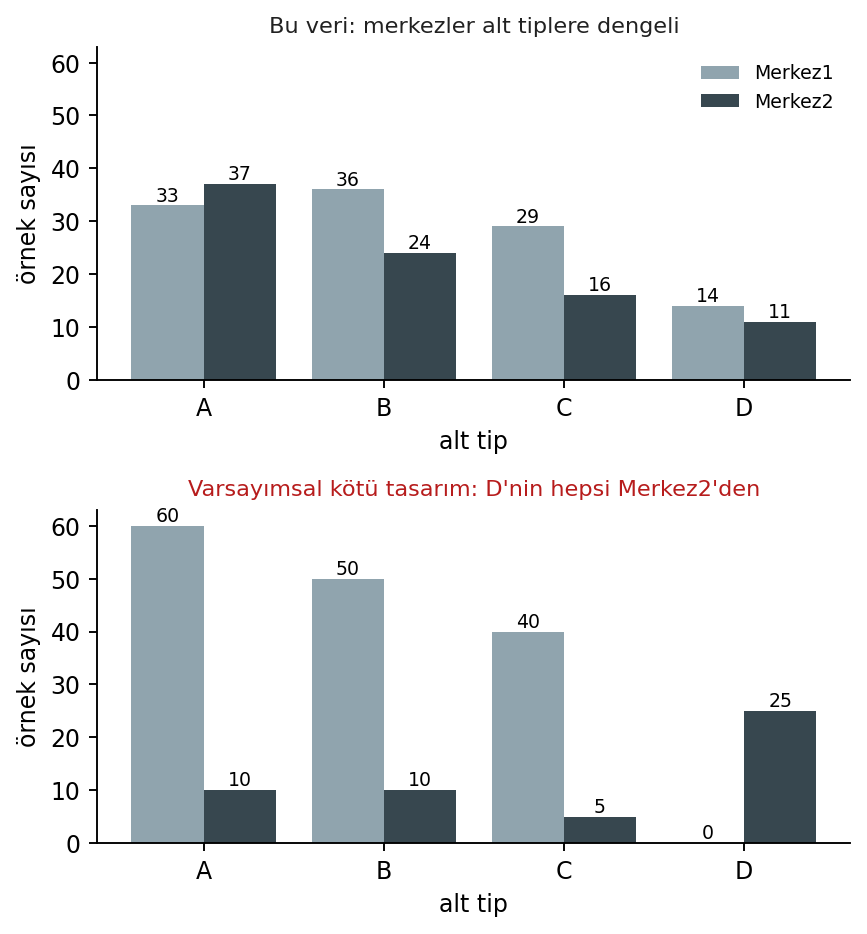 Bu veri: merkezler alt tiplere dengeli
Merkez1
Merkez2
örnek sayısı
60
50
40
30
20
10
0
33
37
36
24
29
16
14
11
A
B
C
D
alt tip
Varsayımsal kötü tasarım: D'nin hepsi Merkez2'den
örnek sayısı
60
50
40
30
20
10
0
60
10
50
10
40
5
0
25
A
B
C
D
alt tip